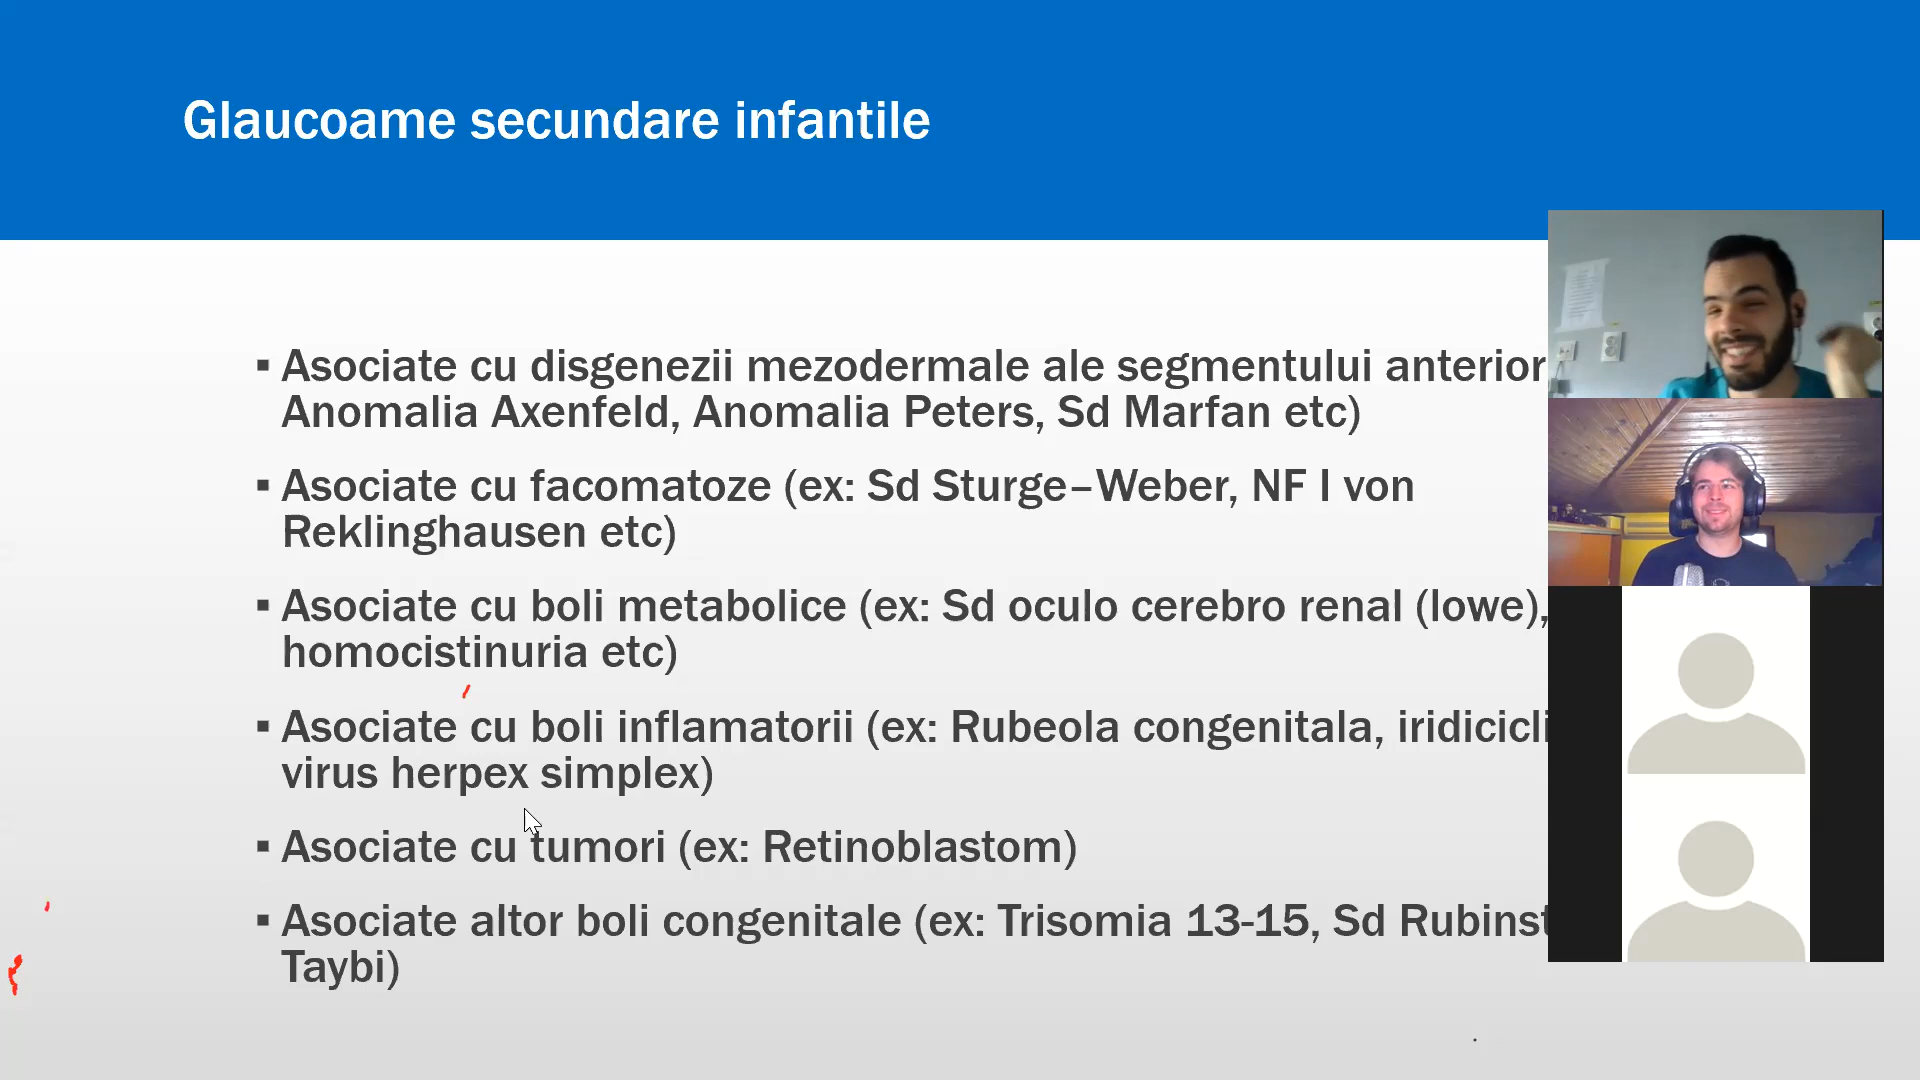 Glaucoame secundare infantile
▪ Asociate cu disgenezii mezodermale ale segmentului anterior
Anomalia Axenfeld, Anomalia Peters, Sd Marfan etc)
▪ Asociate cu facomatoze (ex: Sd Sturge–Weber, NF I von
Reklinghausen etc)
▪ Asociate cu boli metabolice (ex: Sd oculo cerebro renal (lowe),
homocistinuria etc)
▪ Asociate cu boli inflamatorii (ex: Rubeola congenitala,
virus herpex simplex)
▪ Asociate cu tumori (ex: Retinoblastom)
▪ Asociate altor boli congenitale (ex: Trisomia 13-15, Sd
Taybi)